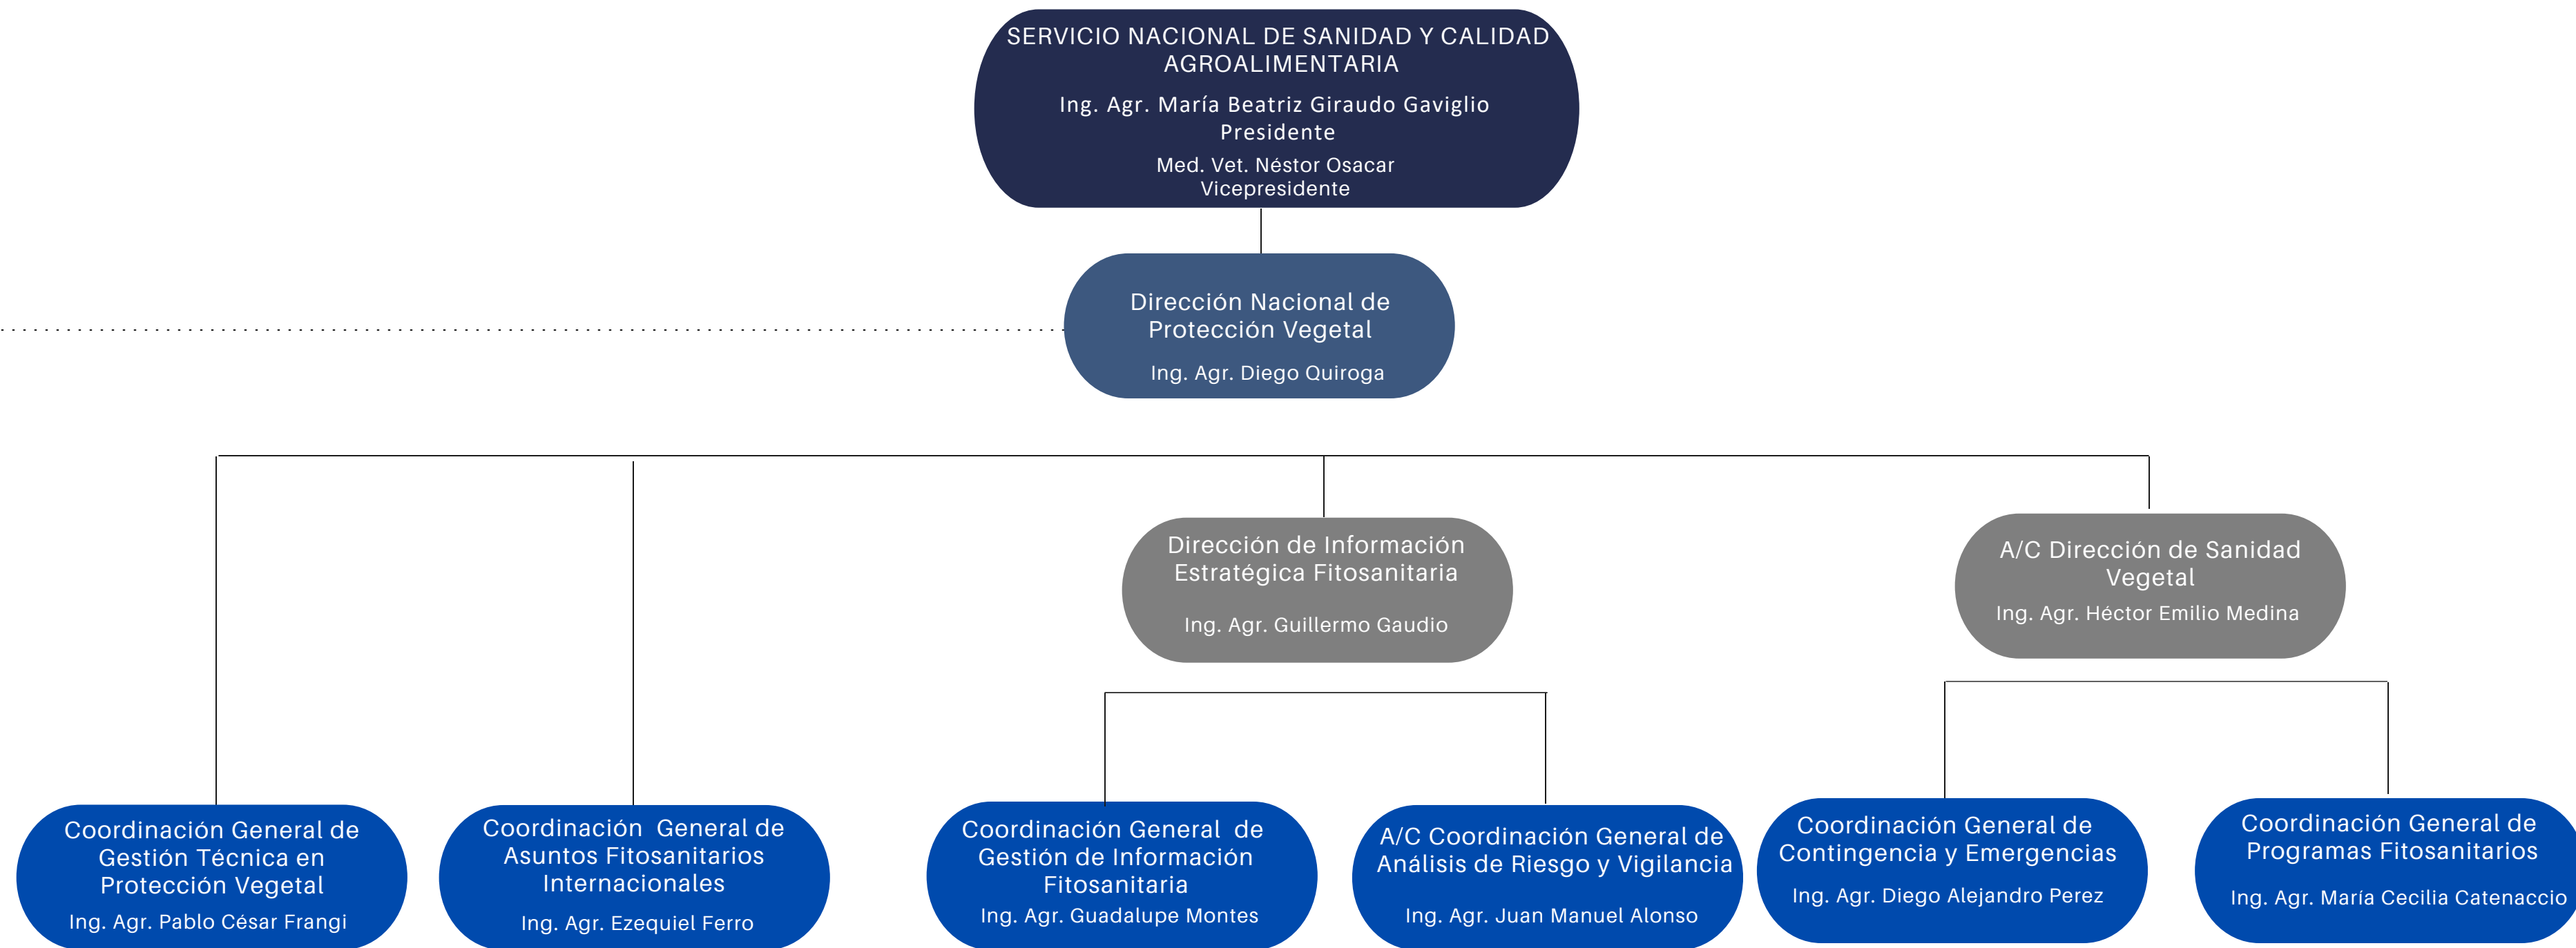 SERVICIO NACIONAL DE SANIDAD Y CALIDAD
AGROALIMENTARIA
Ing. Agr. María Beatriz Giraudo Gaviglio
Presidente
Med. Vet. Néstor Osacar
Vicepresidente
Dirección Nacional de
Protección Vegetal
Ing. Agr. Diego Quiroga
Dirección de Información
Estratégica Fitosanitaria
Ing. Agr. Guillermo Gaudio
A/C Dirección de Sanidad
Vegetal
Ing. Agr. Héctor Emilio Medina
Coordinación General de
Gestión Técnica en
Protección Vegetal
Ing. Agr. Pablo César Frangi
Coordinación General de
Asuntos Fitosanitarios
Internacionales
Ing. Agr. Ezequiel Ferro
Coordinación General de
Gestión de Información
Fitosanitaria
Ing. Agr. Guadalupe Montes
A/C Coordinación General de
Análisis de Riesgo y Vigilancia
Ing. Agr. Juan Manuel Alonso
Coordinación General de
Contingencia y Emergencias
Ing. Agr. Diego Alejandro Perez
Coordinación General de
Programas Fitosanitarios
Ing. Agr. María Cecilia Catenaccio